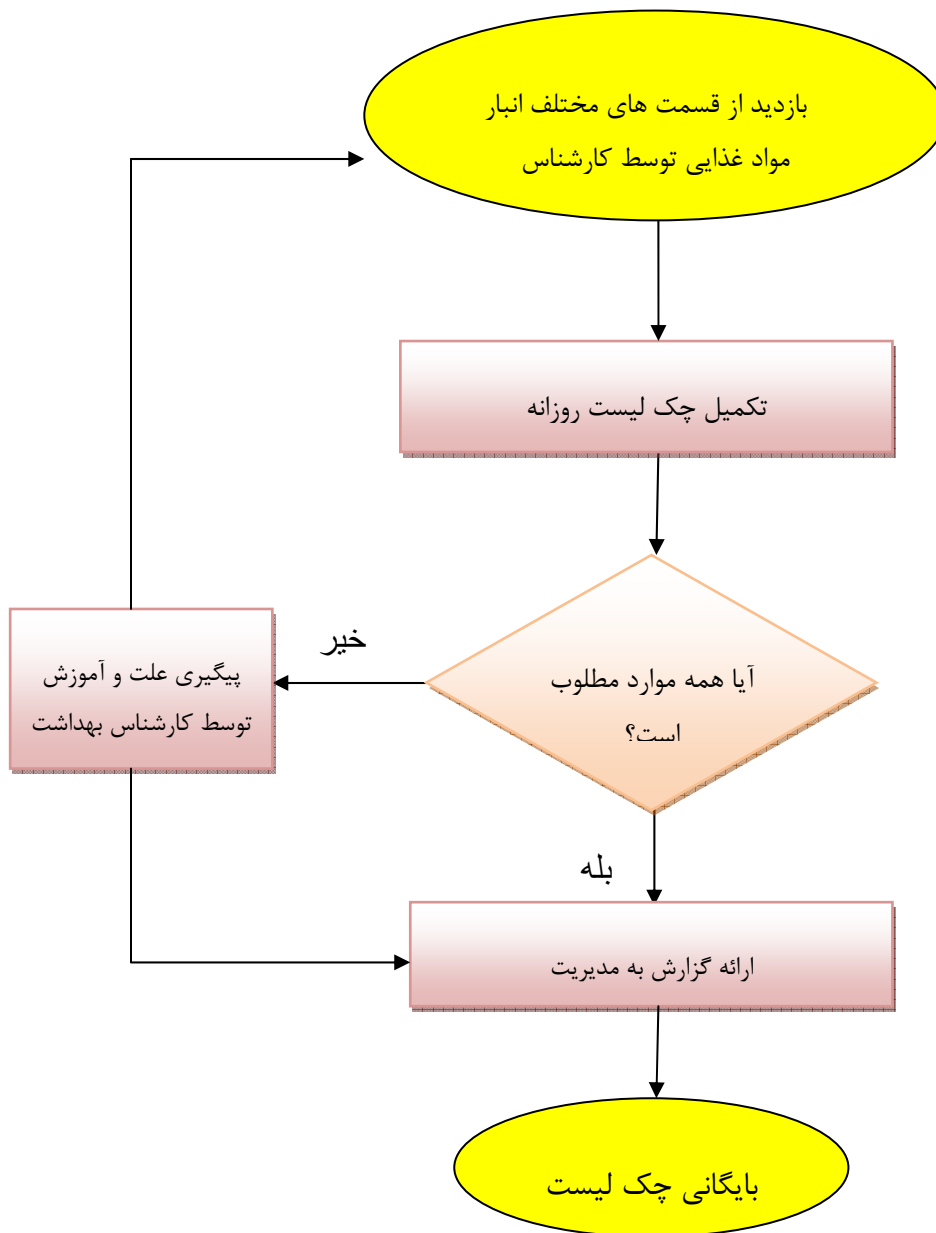 بازدید از قسمت های مختلف انبار
مواد غذایی توسط کارشناس
تکمیل چک لیست روزانه
آیا همه موارد مطلوب
است؟
خیر
پیگیری علت و آموزش
توسط کارشناس بهداشت
بله
ارائه گزارش به مدیریت
بایگانی چک لیست